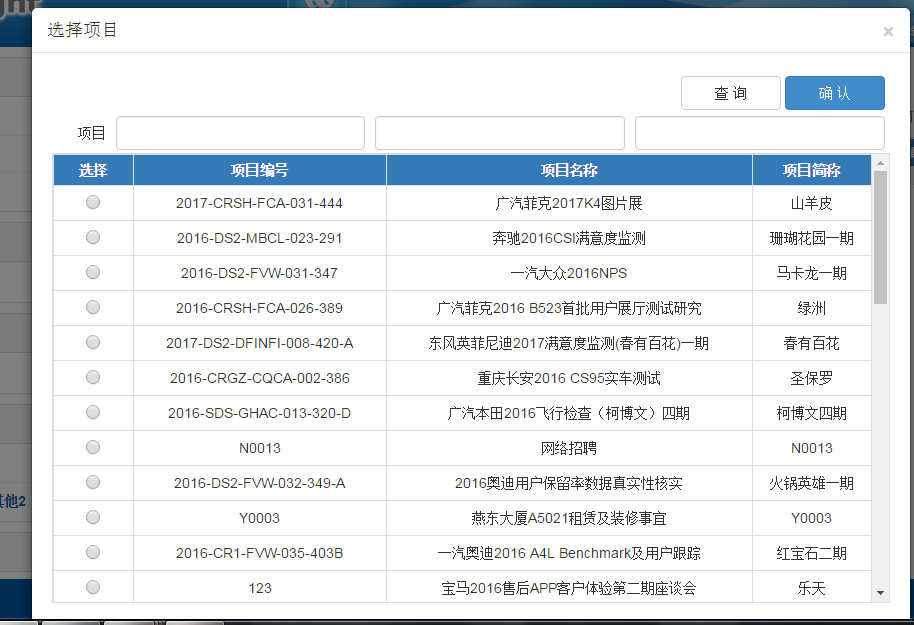 选择项目
×
查 询 确 认
项目
选择 项目编号 项目名称 项目简称
2017-CRSH-FCA-031-444 广汽菲克2017K4图片展 山羊皮
2016-DS2-MBCL-023-291 奔驰2016CSI满意度监测 珊瑚花园一期
2016-DS2-FVW-031-347 一汽大众2016NPS 马卡龙一期
2016-CRSH-FCA-026-389 广汽菲克2016 B523首批用户展厅测试研究 绿洲
2017-DS2-DFINFI-008-420-A 东风英菲尼迪2017满意度监测(春有百花)一期 春有百花
2016-CRGZ-CQCA-002-386 重庆长安2016 CS95实车测试 圣保罗
2016-SDS-GHAC-013-320-D 广汽本田2016飞行检查（柯博文）四期 柯博文四期
N0013 网络招聘 N0013
2016-DS2-FVW-032-349-A 2016奥迪用户保留率数据真实性核实 火锅英雄一期
其他2
Y0003 燕东大厦A5021租赁及装修事宜 Y0003
2016-CR1-FVW-035-403B 一汽奥迪2016 A4L Benchmark及用户跟踪 红宝石二期
123 宝马2016售后APP客户体验第二期座谈会 乐天